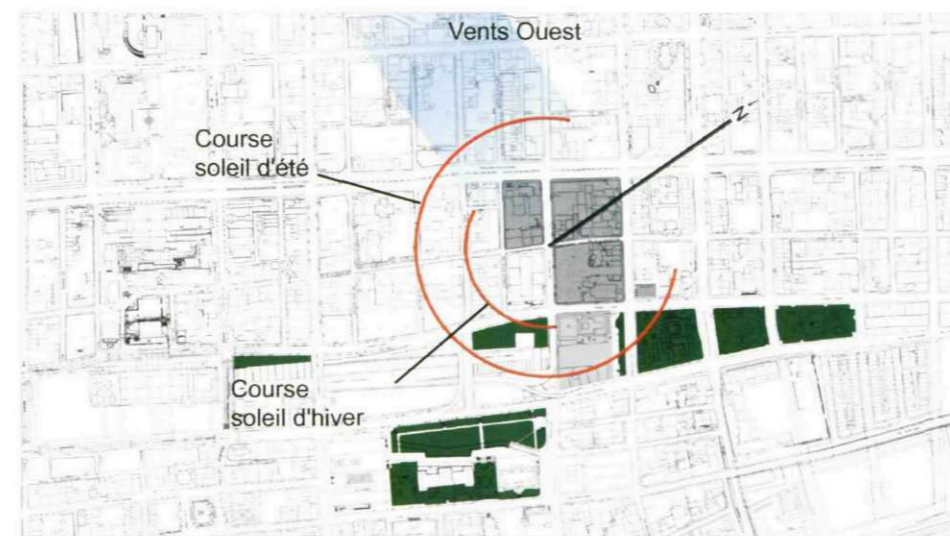 Vents Ouest
Course
soleil d'été
N
Course
soleil d'hiver